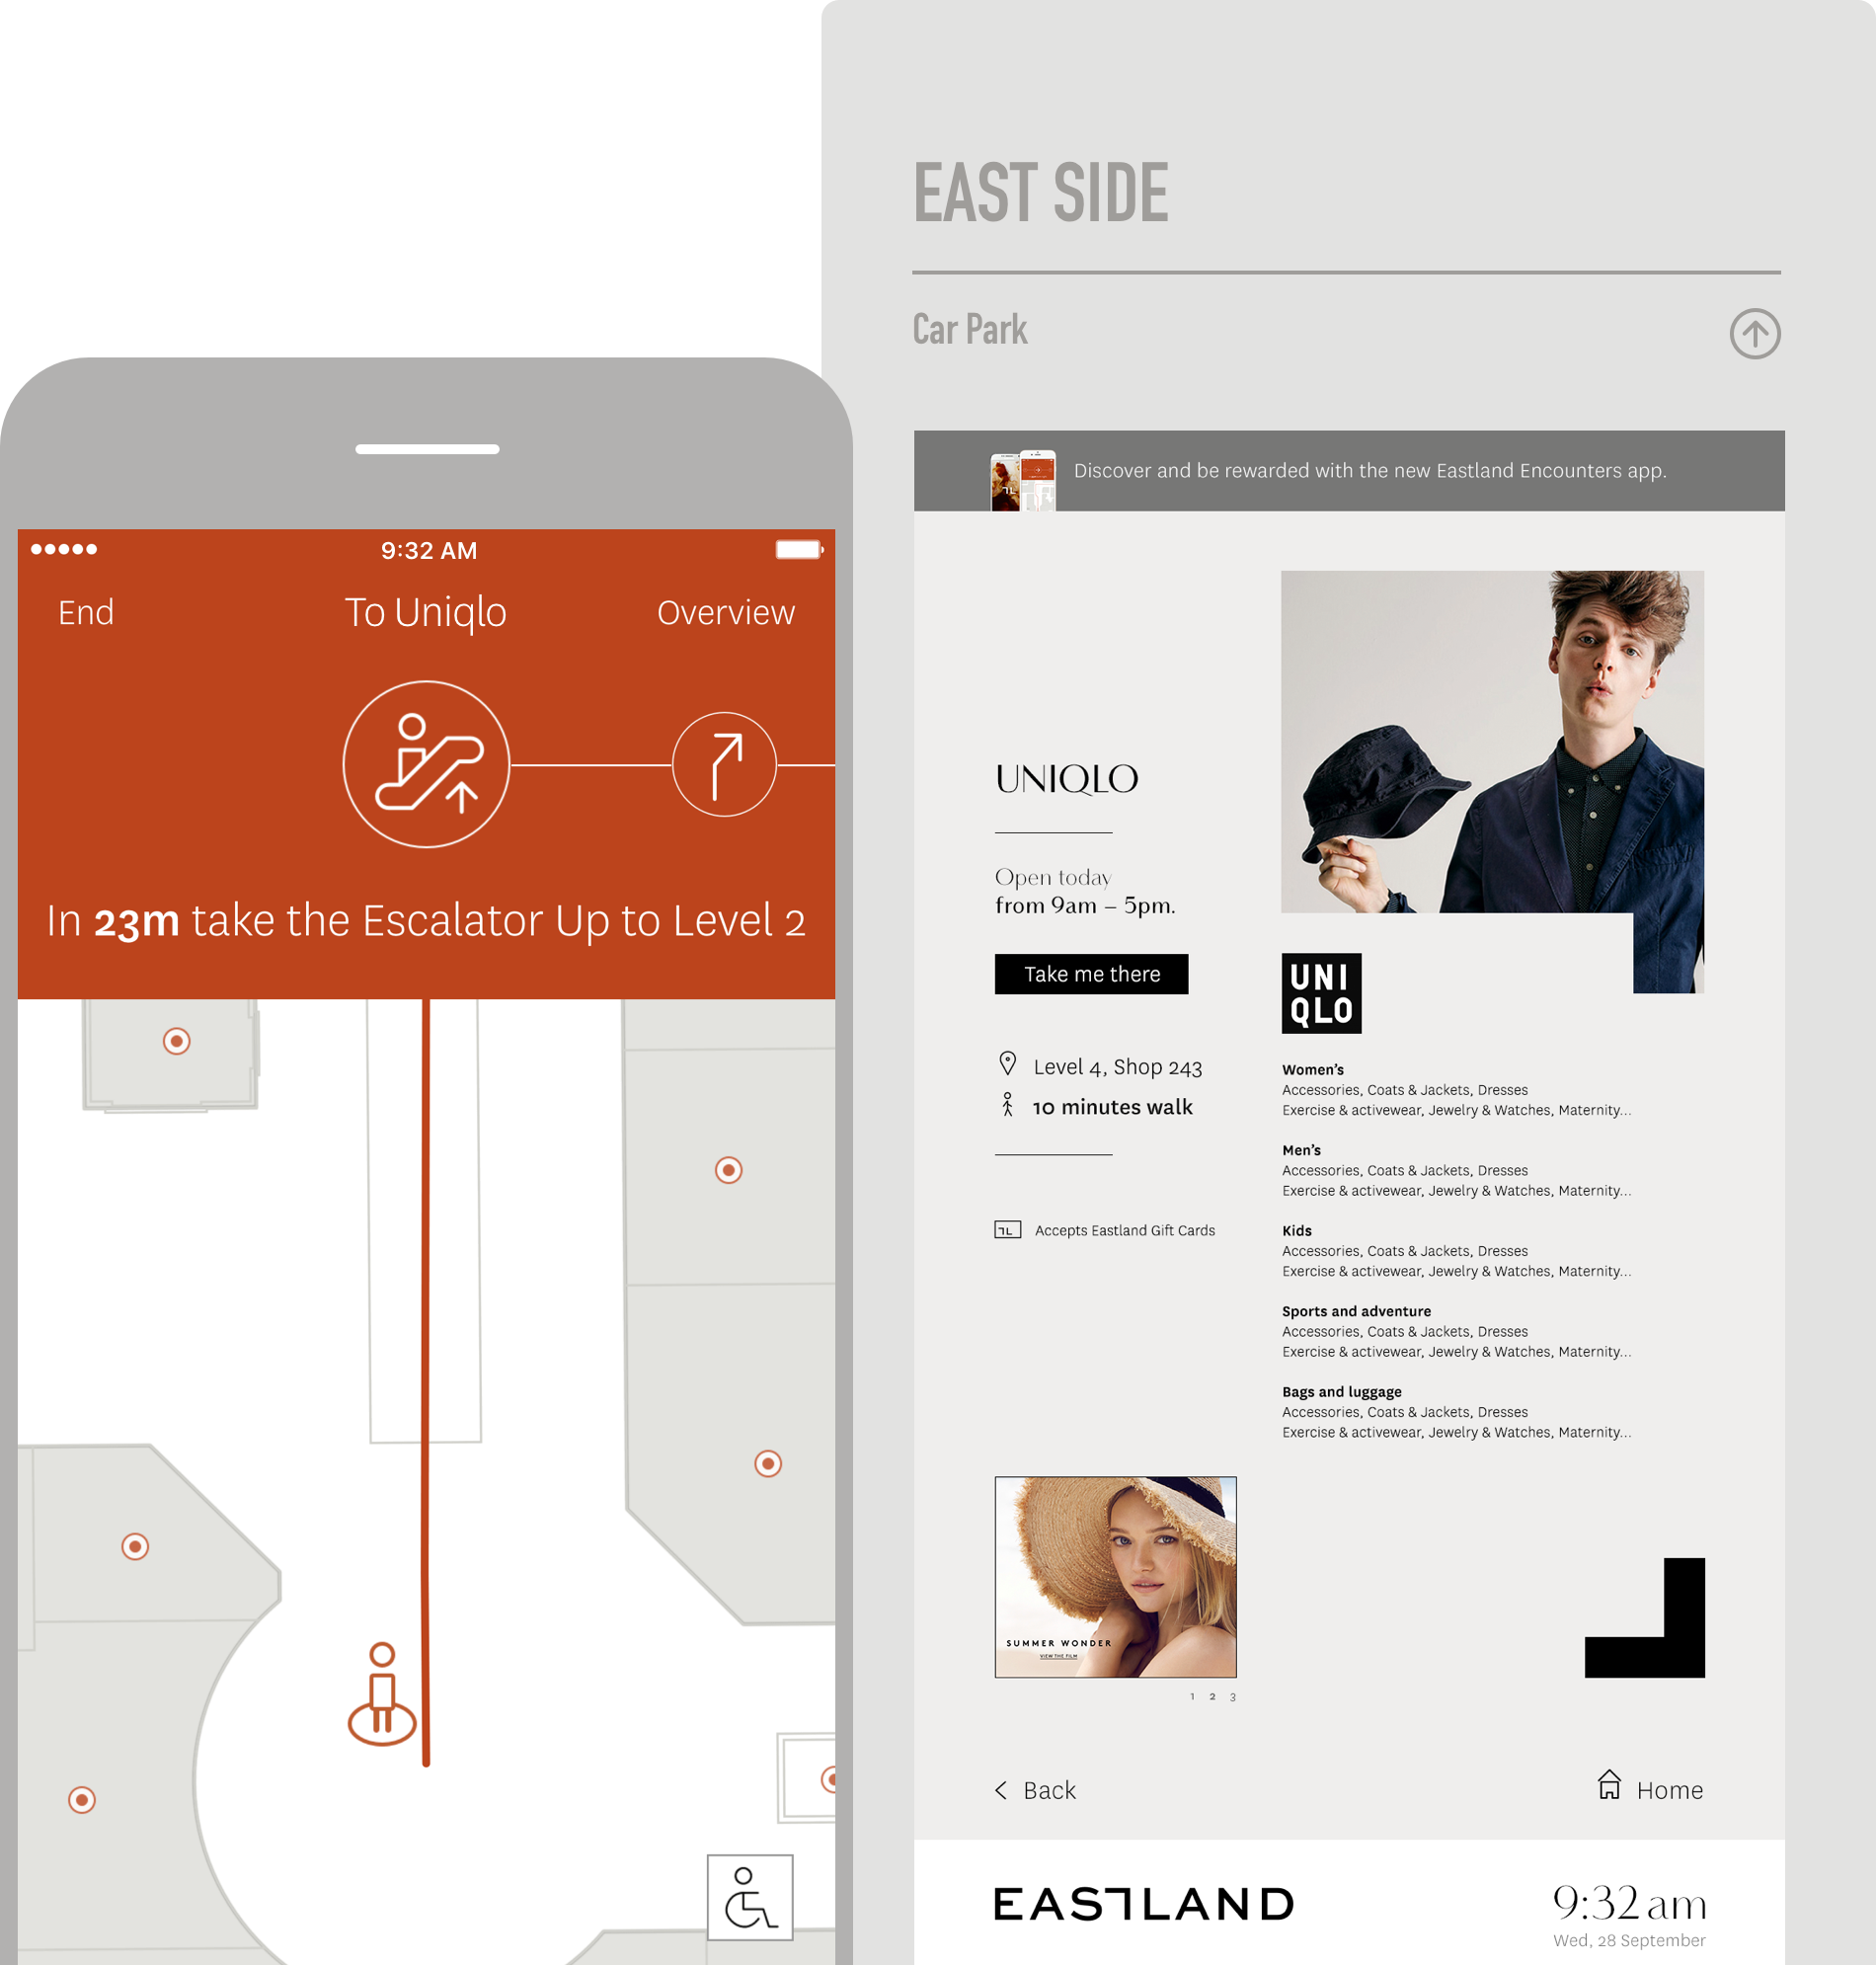 EAST SIDE
Car Park
Discover and be rewarded with the new Eastland Encounters app.
9:32 AM
End
To Uniqlo
Overview
In 23m take the Escalator Up to Level 2
UNIQLO
Open today
from 9am – 5pm.
Take me there
Level 4, Shop 243
10 minutes walk
Accepts Eastland Gift Cards
UNI
QLO
Women’s
Accessories, Coats & Jackets, Dresses
Exercise & activewear, Jewelry & Watches, Maternity...
Men’s
Accessories, Coats & Jackets, Dresses
Exercise & activewear, Jewelry & Watches, Maternity...
Kids
Accessories, Coats & Jackets, Dresses
Exercise & activewear, Jewelry & Watches, Maternity...
Sports and adventure
Accessories, Coats & Jackets, Dresses
Exercise & activewear, Jewelry & Watches, Maternity...
Bags and luggage
Accessories, Coats & Jackets, Dresses
Exercise & activewear, Jewelry & Watches, Maternity...
SUMMER WONDER
VIEW THE FILM
1 2 3
Back
Home
EASTLAND
9:32 am
Wed, 28 September